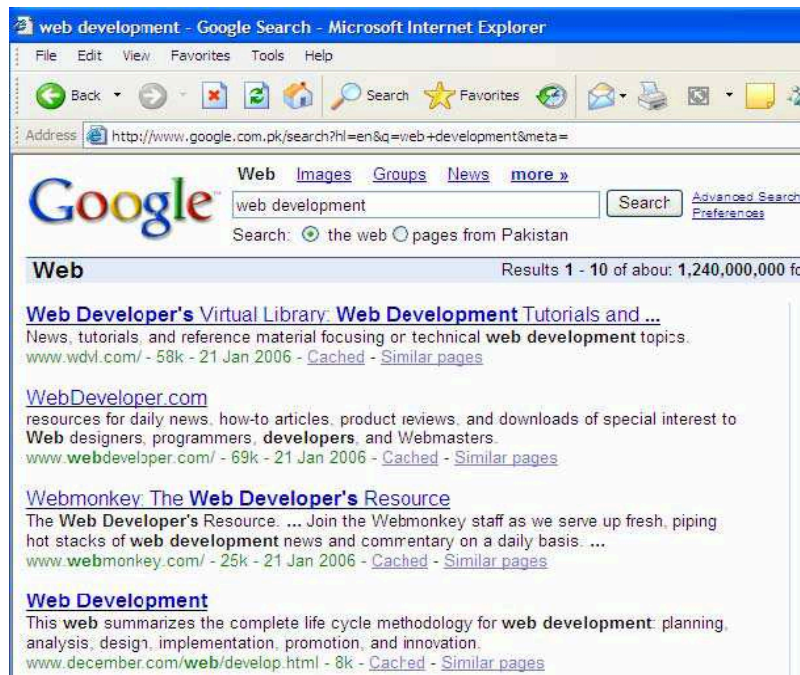 web development - Google Search - Microsoft Internet Explorer
File Edit View Favorites Tools Help
Back Search Favorites
Address http://www.google.com.pk/search?hl=en&q=web+development&meta=
Web Images Groups News more »
Google™
web development Search Advanced Search
Preferences
Search: the web pages from Pakistan
Web Results 1 - 10 of about 1,240,000,000 fo
Web Developer's Virtual Library: Web Development Tutorials and ...
News, tutorials, and reference material focusing on technical web development topics.
www.wdvl.com/ - 58k - 21 Jan 2006 - Cached - Similar pages
WebDeveloper.com
resources for daily news, how-to articles, product reviews, and downloads of special interest to
Web designers, programmers, developers, and Webmasters.
www.webdeveloper.com/ - 69k - 21 Jan 2006 - Cached - Similar pages
Webmonkey: The Web Developer's Resource
The Web Developer's Resource. ... Join the Webmonkey staff as we serve up fresh, piping
hot stacks of web development news and commentary on a daily basis. ...
www.webmonkey.com/ - 25k - 21 Jan 2006 - Cached - Similar pages
Web Development
This web summarizes the complete life cycle methodology for web development: planning,
analysis, design, implementation, promotion, and innovation.
www.december.com/web/develop.html - 8k - Cached - Similar pages